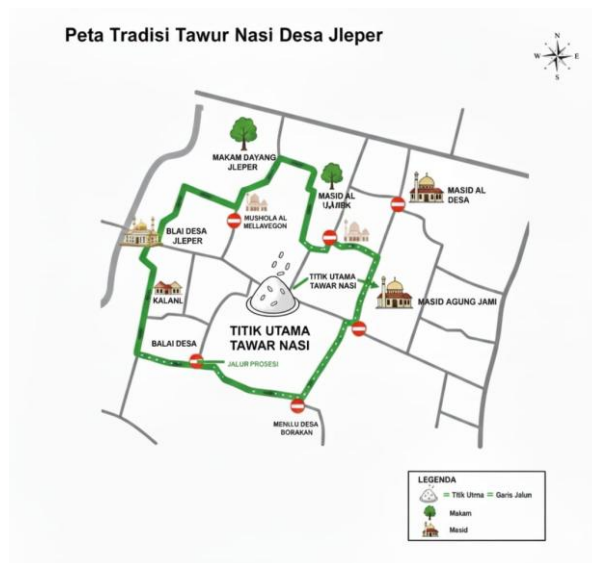 Peta Tradisi Tawur Nasi Desa Jleper
N
W E
S
MAKAM DAYANG
JLEPER
MASID AL
MASID AL
DESA
MUSHOLA AL
MELLAVEGON
BLAI DESA
JLEPER
TITIK UTAMA
TAWAR NASI
KALANL
MASID AGUNG JAMI
TITIK UTAMA
TAWAR NASI
BALAI DESA
JALUR PROSESI
DESA
BORAKAN
LEGENDA
= Titik Utma = Garis Jalun
Makam
Masid